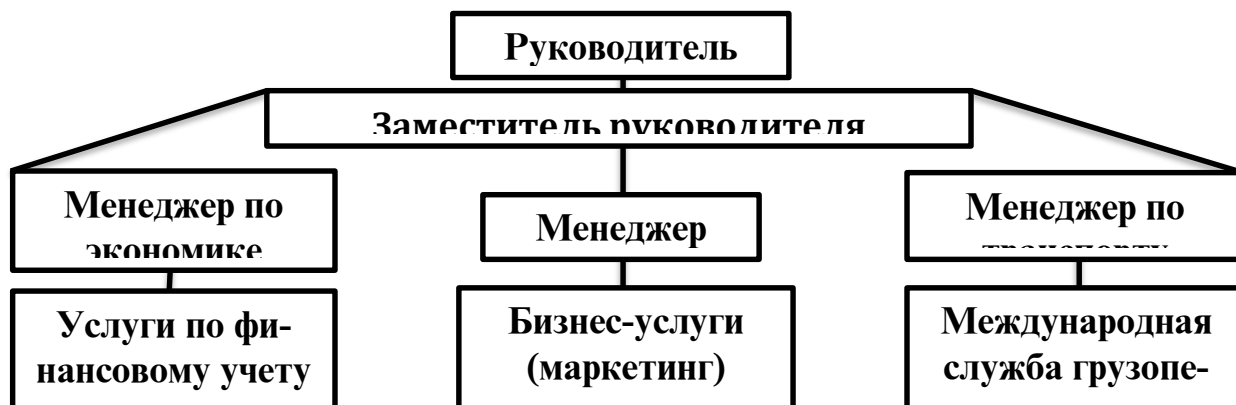 Руководитель
Заместитель руководителя
Менеджер по
экономике
Менеджер
Менеджер по
транспорту
Услуги по фи-
нансовому учету
Бизнес-услуги
(маркетинг)
Международная
служба грузопе-